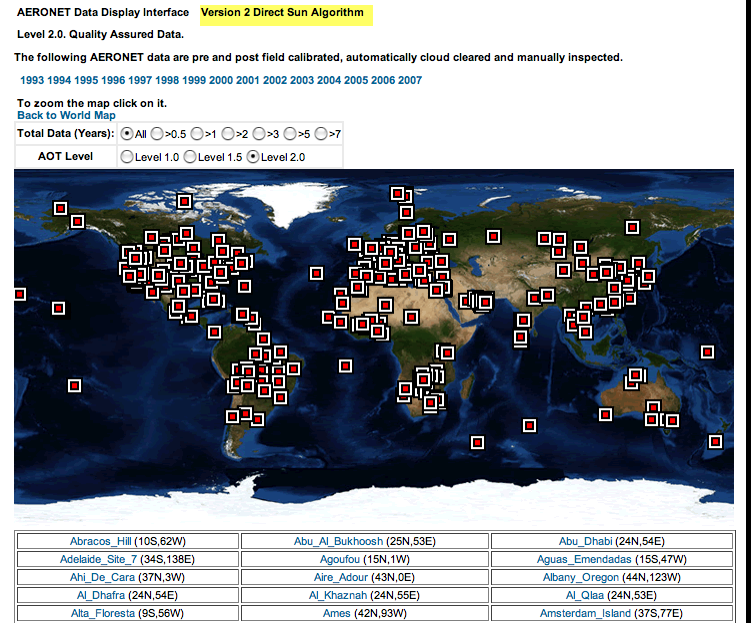 AERONET Data Display Interface Version 2 Direct Sun Algorithm
Level 2.0. Quality Assured Data.
The following AERONET data are pre and post field calibrated, automatically cloud cleared and manually inspected.
1993 1994 1995 1996 1997 1998 1999 2000 2001 2002 2003 2004 2005 2006 2007
To zoom the map click on it.
Back to World Map
Total Data (Years): All >0.5 >1 >2 >3 >5 >7
AOT Level Level 1.0 Level 1.5 Level 2.0
Abracos_Hill (10S,62W) Abu_Al_Bukhoosh (25N,53E) Abu_Dhabi (24N,54E)
Adelaide_Site_7 (34S,138E) Agoufou (15N,1W) Aguas_Emendadas (15S,47W)
Ahi_De_Cara (37N,3W) Aire_Adour (43N,0E) Albany_Oregon (44N,123W)
Al_Dhafra (24N,54E) Al_Khaznah (24N,55E) Al_Qlaa (24N,53E)
Alta_Floresta (9S,56W) Ames (42N,93W) Amsterdam_Island (37S,77E)